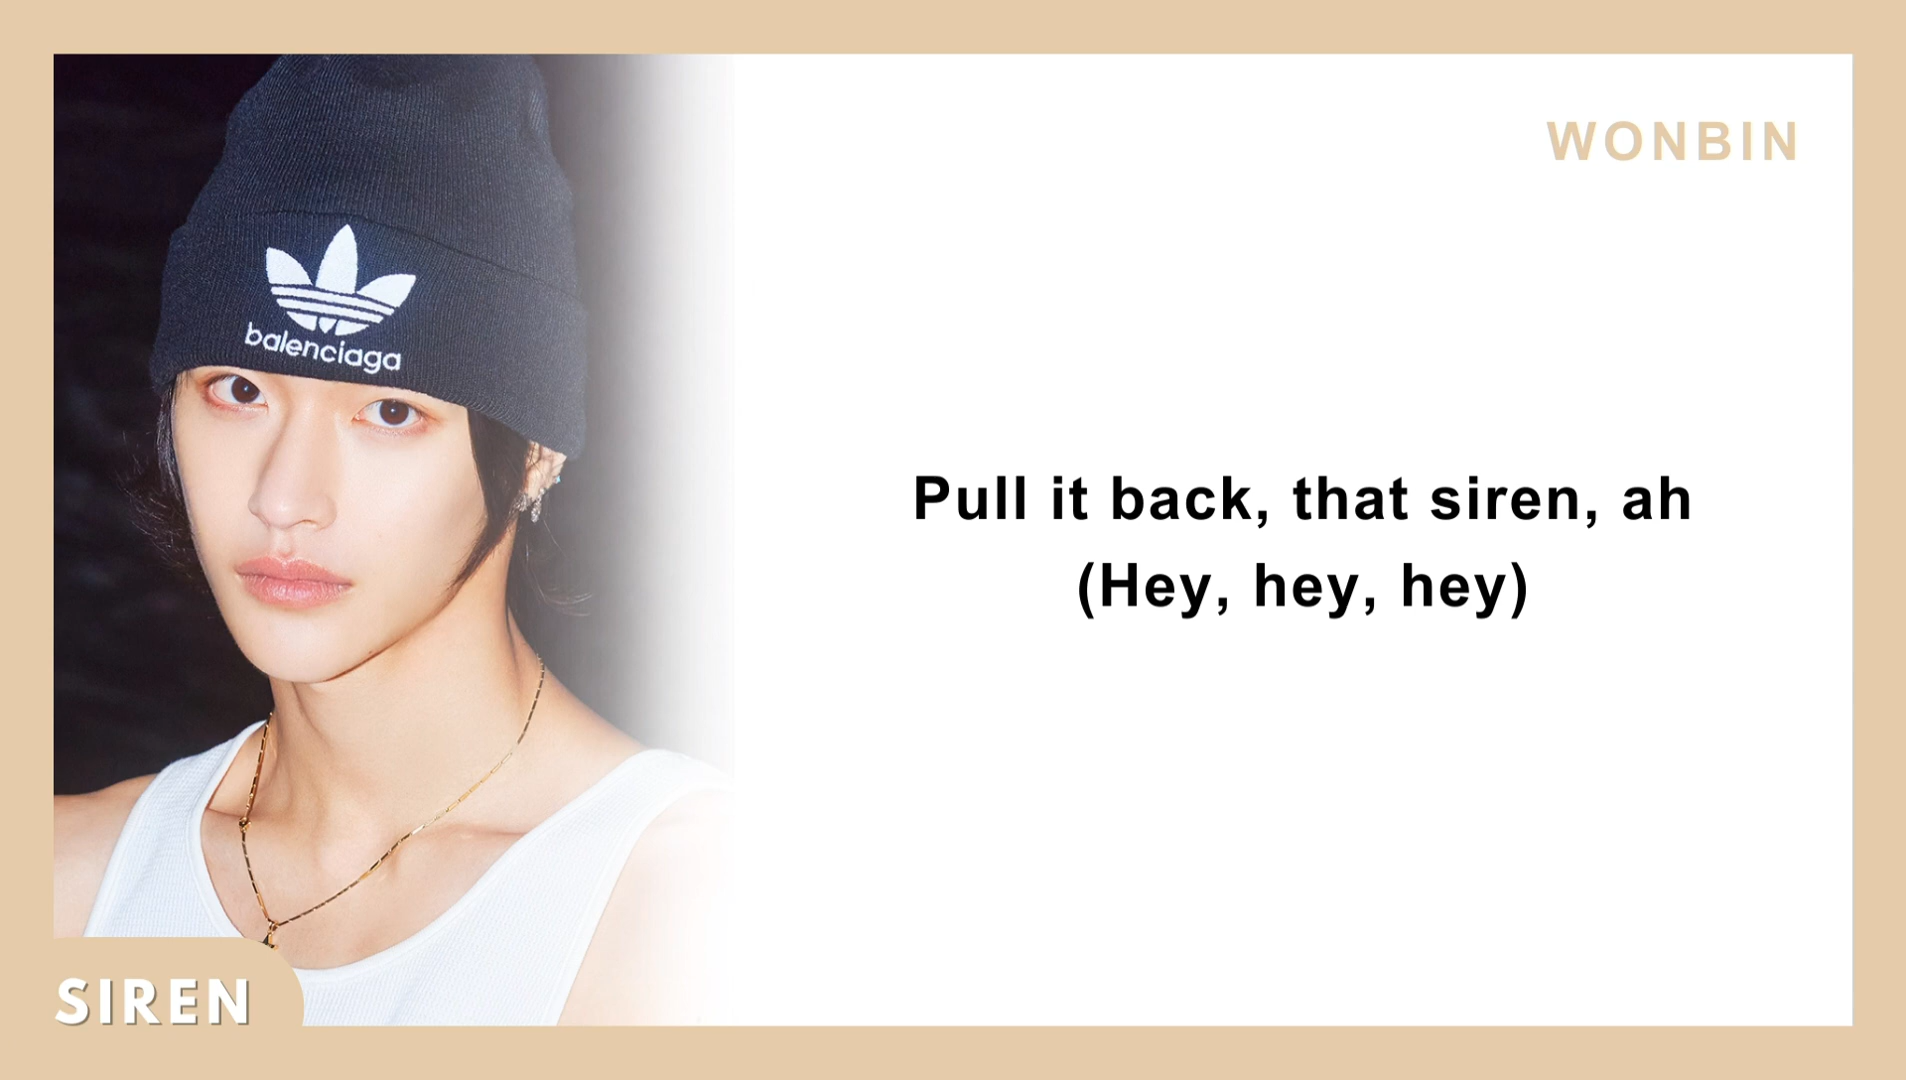 WONBIN
balenciaga
Pull it back, that siren, ah
(Hey, hey, hey)
SIREN